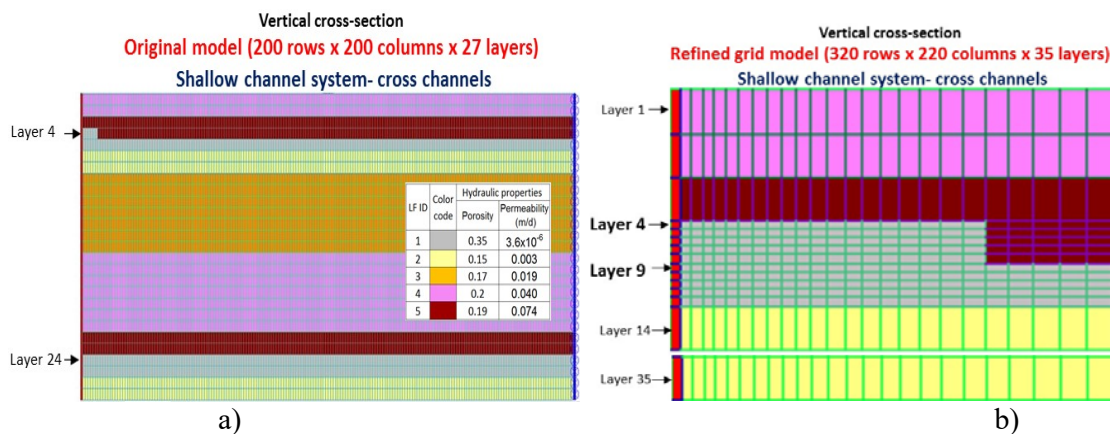 Vertical cross-section
Original model (200 rows x 200 columns x 27 layers)
Shallow channel system- cross channels
Layer 4
LF ID Color code Hydraulic properties
Porosity Permeability (m/d)
1 0.35 3.6x10⁻⁶
2 0.15 0.003
3 0.17 0.019
4 0.2 0.040
5 0.19 0.074
Layer 24
a)
Vertical cross-section
Refined grid model (320 rows x 220 columns x 35 layers)
Shallow channel system- cross channels
Layer 1
Layer 4
Layer 9
Layer 14
Layer 35
b)